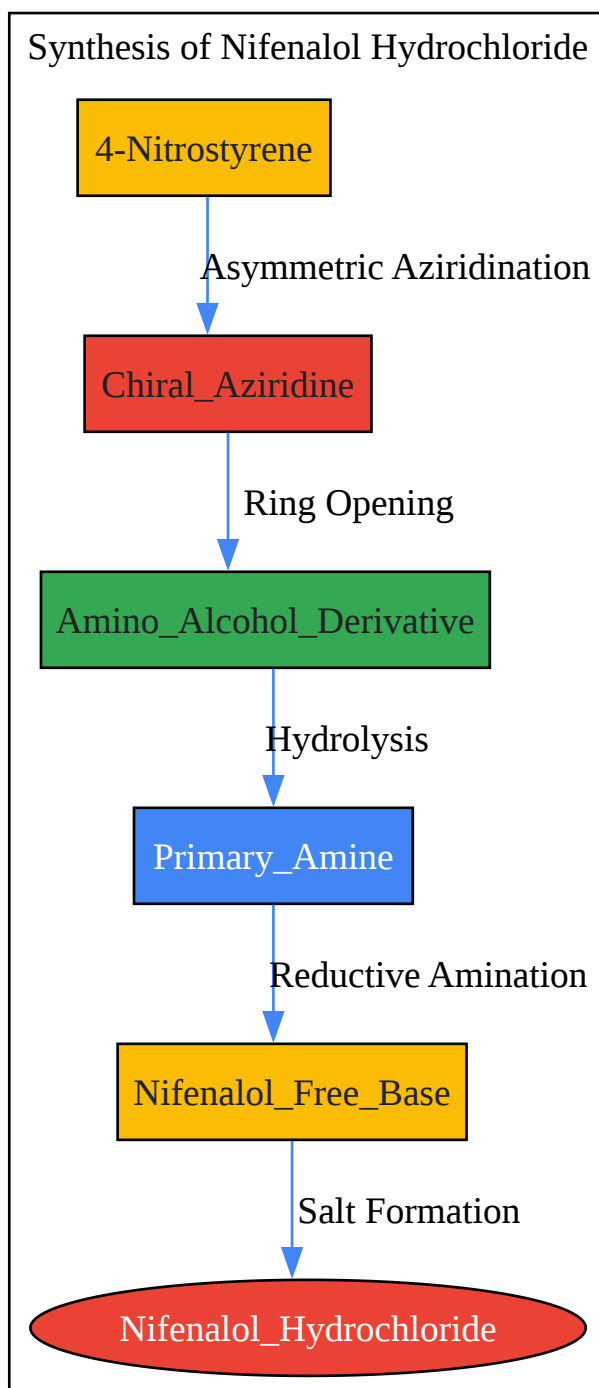 Synthesis of Nifenalol Hydrochloride
4-Nitrostyrene
Asymmetric Aziridination
Chiral_Aziridine
Ring Opening
Amino_Alcohol_Derivative
Hydrolysis
Primary_Amine
Reductive Amination
Nifenalol_Free_Base
Salt Formation
Nifenalol_Hydrochloride